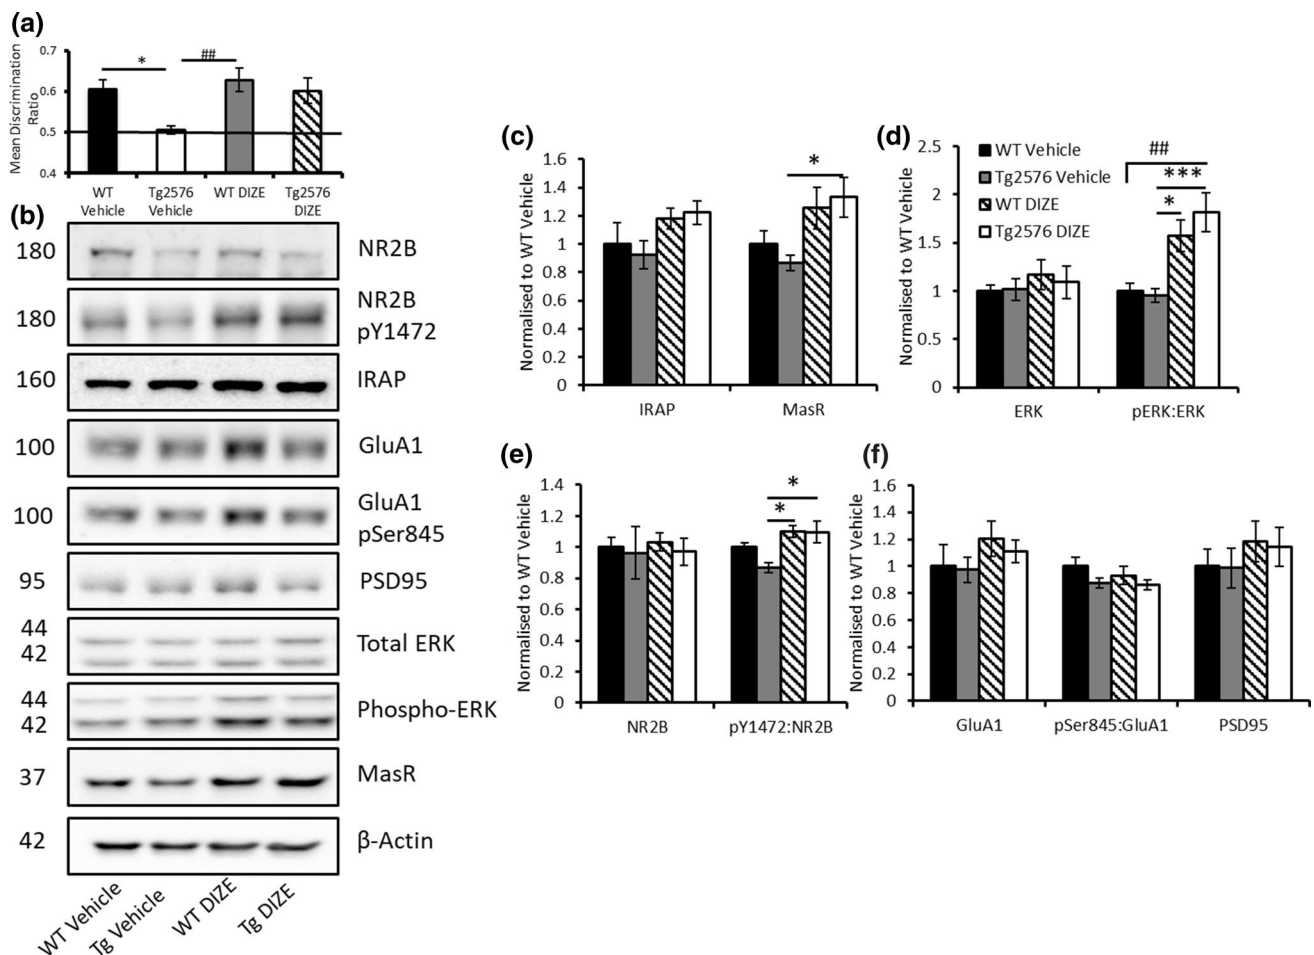 (a)
Mean Discrimination
Ratio
0.7
0.6
0.5
0.4
*
##
WT
Vehicle
Tg2576
Vehicle
WT DIZE
Tg2576
DIZE
(b)
180
NR2B
180
NR2B
pY1472
160
IRAP
100
GluA1
100
GluA1
pSer845
95
PSD95
44
42
Total ERK
44
42
Phospho-ERK
37
MasR
42
β-Actin
WT Vehicle
Tg Vehicle
WT DIZE
Tg DIZE
(c)
Normalised to WT Vehicle
1.6
1.4
1.2
1
0.8
0.6
0.4
0.2
0
*
IRAP
MasR
(d)
Normalised to WT Vehicle
2.5
2
1.5
1
0.5
0
WT Vehicle
Tg2576 Vehicle
WT DIZE
Tg2576 DIZE
##
***
*
ERK
pERK:ERK
(e)
Normalised to WT Vehicle
1.4
1.2
1
0.8
0.6
0.4
0.2
0
*
*
NR2B
pY1472:NR2B
(f)
Normalised to WT Vehicle
1.6
1.4
1.2
1
0.8
0.6
0.4
0.2
0
GluA1
pSer845:GluA1
PSD95